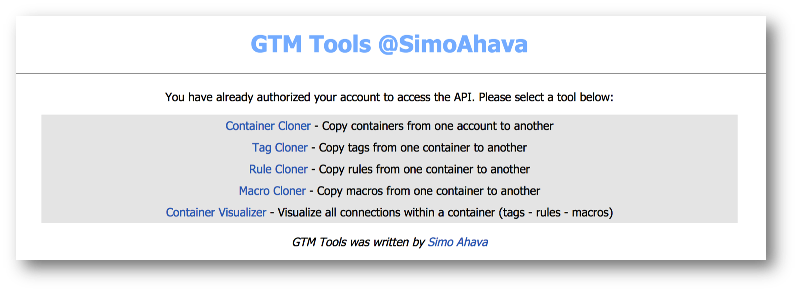 GTM Tools @SimoAhava
You have already authorized your account to access the API. Please select a tool below:
Container Cloner - Copy containers from one account to another
Tag Cloner - Copy tags from one container to another
Rule Cloner - Copy rules from one container to another
Macro Cloner - Copy macros from one container to another
Container Visualizer - Visualize all connections within a container (tags - rules - macros)
GTM Tools was written by Simo Ahava